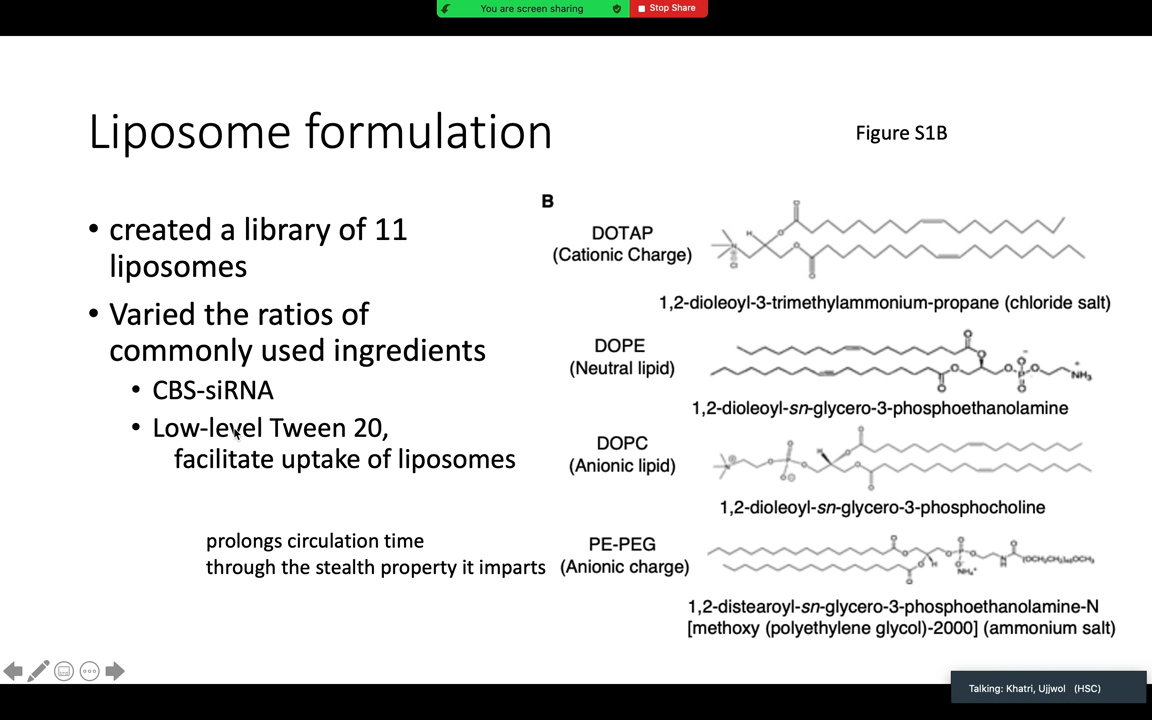 You are screen sharing
Stop Share
Liposome formulation
Figure S1B
• created a library of 11
liposomes
• Varied the ratios of
commonly used ingredients
• CBS-siRNA
• Low-level Tween 20,
facilitate uptake of liposomes
prolongs circulation time
through the stealth property it imparts
B
DOTAP
(Cationic Charge)
1,2-dioleoyl-3-trimethylammonium-propane (chloride salt)
DOPE
(Neutral lipid)
1,2-dioleoyl-sn-glycero-3-phosphoethanolamine
DOPC
(Anionic lipid)
1,2-dioleoyl-sn-glycero-3-phosphocholine
PE-PEG
(Anionic charge)
1,2-distearoyl-sn-glycero-3-phosphoethanolamine-N
[methoxy (polyethylene glycol)-2000] (ammonium salt)
Talking: Khatri, Ujjwol (HSC)